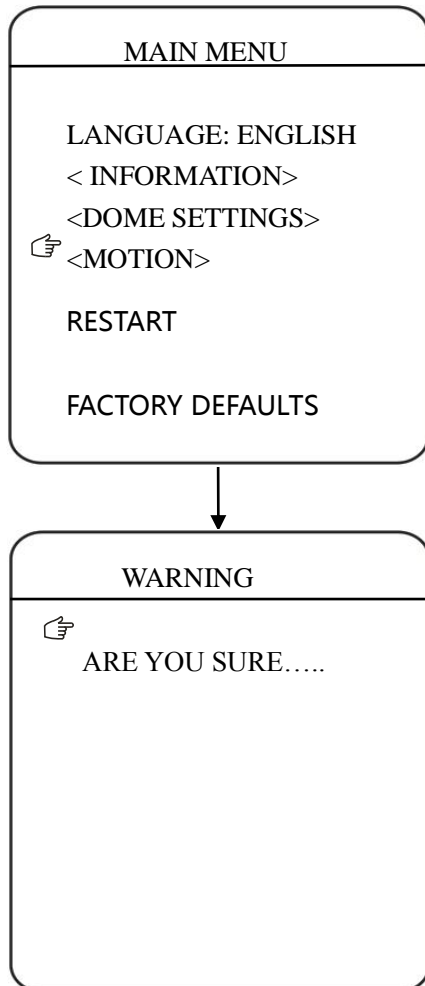 MAIN MENU
LANGUAGE: ENGLISH
< INFORMATION>
<DOME SETTINGS>
<MOTION>
RESTART
FACTORY DEFAULTS
WARNING
ARE YOU SURE…..